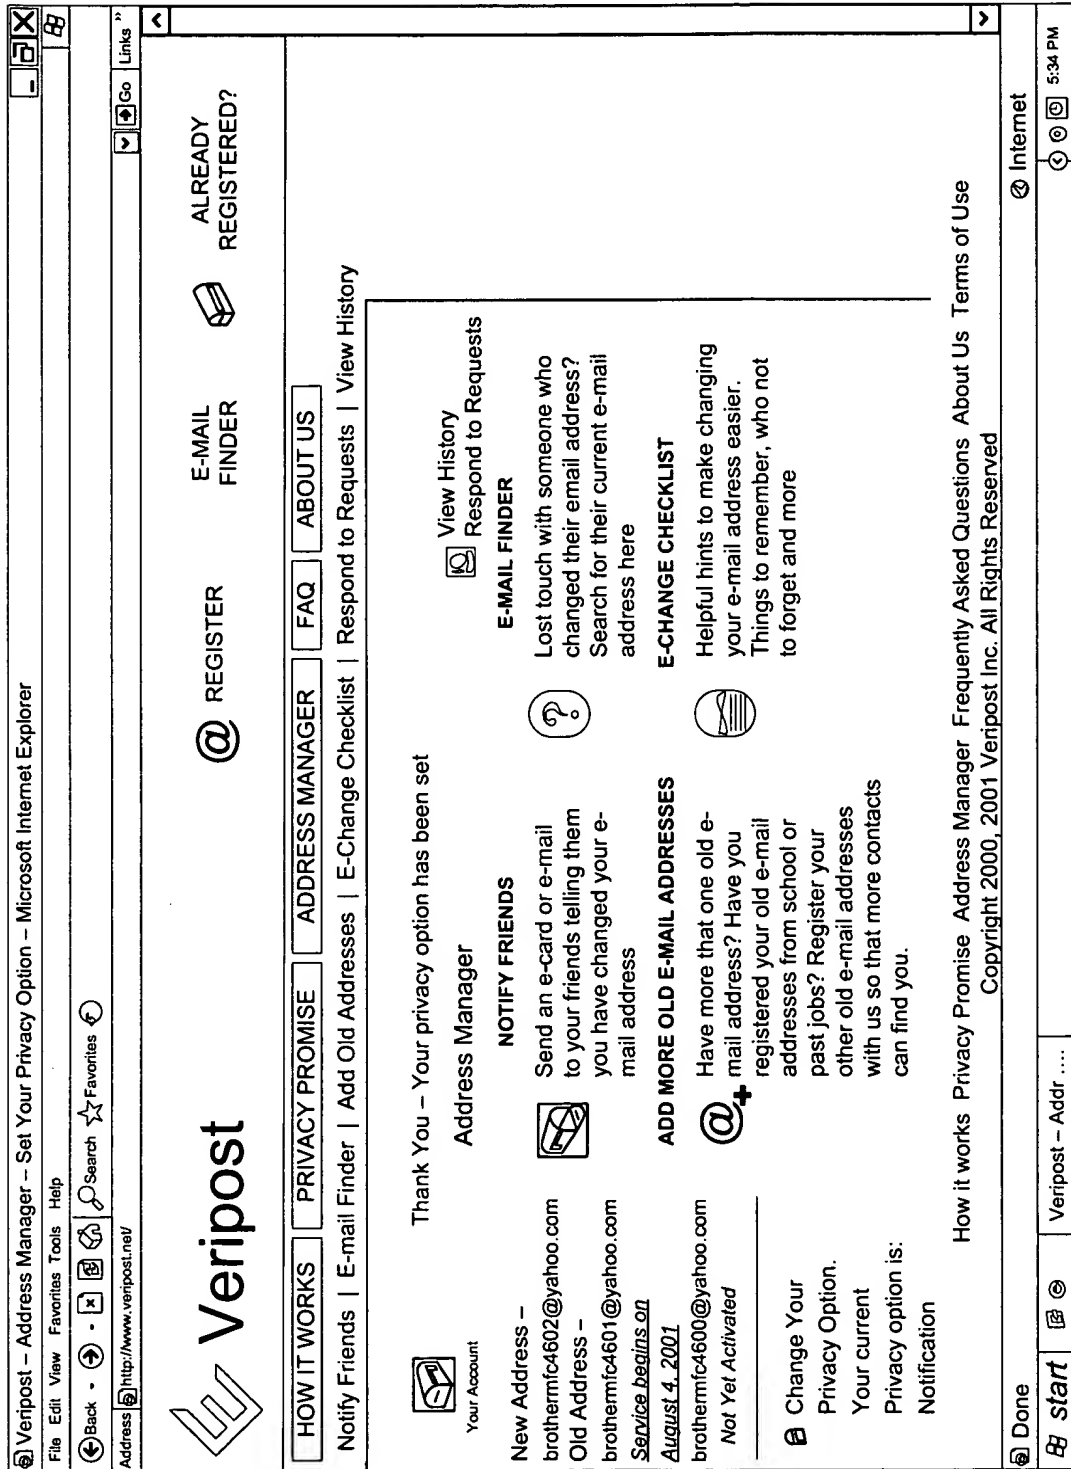 Veripost – Address Manager – Set Your Privacy Option – Microsoft Internet Explorer
File Edit View Favorites Tools Help
Back Search Favorites
Address http://www.veripost.net/ Go Links »
Veripost
@ REGISTER
E-MAIL
FINDER
ALREADY
REGISTERED?
HOW IT WORKS PRIVACY PROMISE ADDRESS MANAGER FAQ ABOUT US
Notify Friends | E-mail Finder | Add Old Addresses | E-Change Checklist | Respond to Requests | View History
Your Account
New Address –
brothermfc4602@yahoo.com
Old Address –
brothermfc4601@yahoo.com
Service begins on
August 4, 2001
brothermfc4600@yahoo.com
Not Yet Activated
Change Your
Privacy Option.
Your current
Privacy option is:
Notification
Thank You – Your privacy option has been set
Address Manager
View History
Respond to Requests
NOTIFY FRIENDS
Send an e-card or e-mail
to your friends telling them
you have changed your e-
mail address
E-MAIL FINDER
Lost touch with someone who
changed their email address?
Search for their current e-mail
address here
ADD MORE OLD E-MAIL ADDRESSES
@+
Have more that one old e-
mail address? Have you
registered your old e-mail
addresses from school or
past jobs? Register your
other old e-mail addresses
with us so that more contacts
can find you.
E-CHANGE CHECKLIST
Helpful hints to make changing
your e-mail address easier.
Things to remember, who not
to forget and more
How it works Privacy Promise Address Manager Frequently Asked Questions About Us Terms of Use
Copyright 2000, 2001 Veripost Inc. All Rights Reserved
Done Internet
start Veripost – Addr .... 5:34 PM